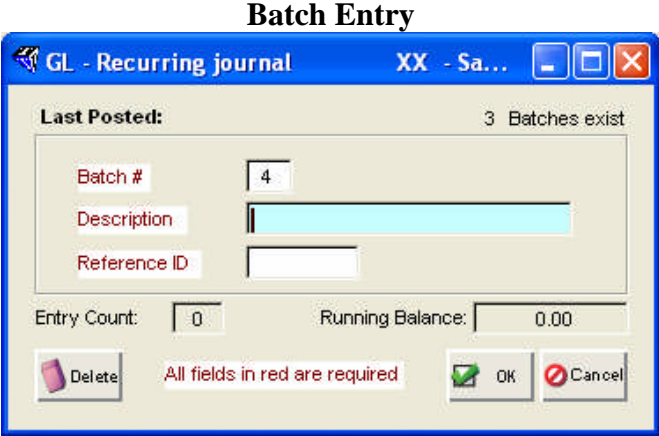 Batch Entry
GL - Recurring journal XX - Sa...
Last Posted: 3 Batches exist
Batch # 4
Description
Reference ID
Entry Count: 0 Running Balance: 0.00
Delete All fields in red are required OK Cancel